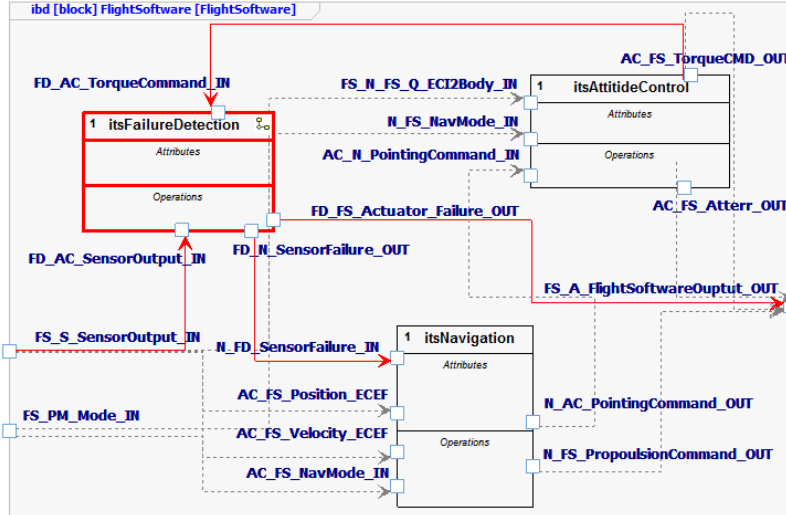 ibd [block] FlightSoftware [FlightSoftware]
AC_FS_TorqueCMD_OUT
FD_AC_TorqueCommand_IN
FS_N_FS_Q_ECI2Body_IN
1 itsAttitideControl
1 itsFailureDetection
N_FS_NavMode_IN
Attributes
Attributes
AC_N_PointingCommand_IN
Operations
Operations
FD_FS_Actuator_Failure_OUT
AC_FS_Atterr_OUT
FD_N_SensorFailure_OUT
FD_AC_SensorOutput_IN
FS_A_FlightSoftwareOuptut_OUT
FS_S_SensorOutput_IN
N_FD_SensorFailure_IN
1 itsNavigation
Attributes
AC_FS_Position_ECEF
N_AC_PointingCommand_OUT
FS_PM_Mode_IN
AC_FS_Velocity_ECEF
Operations
N_FS_PropoulsionCommand_OUT
AC_FS_NavMode_IN